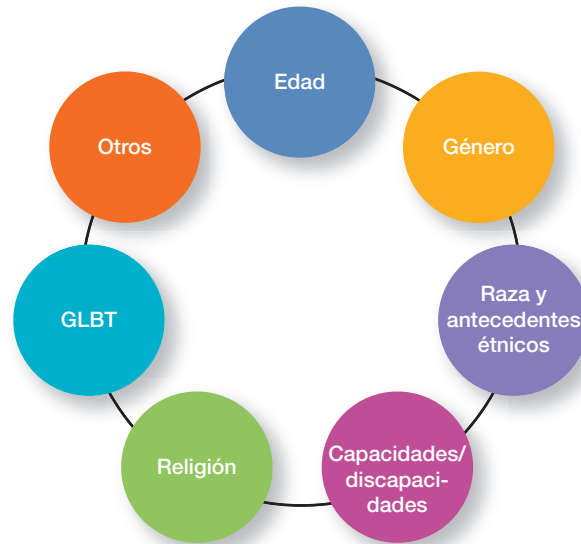 Edad
Género
Raza y
antecedentes
étnicos
Capacidades/
discapaci-
dades
Religión
GLBT
Otros